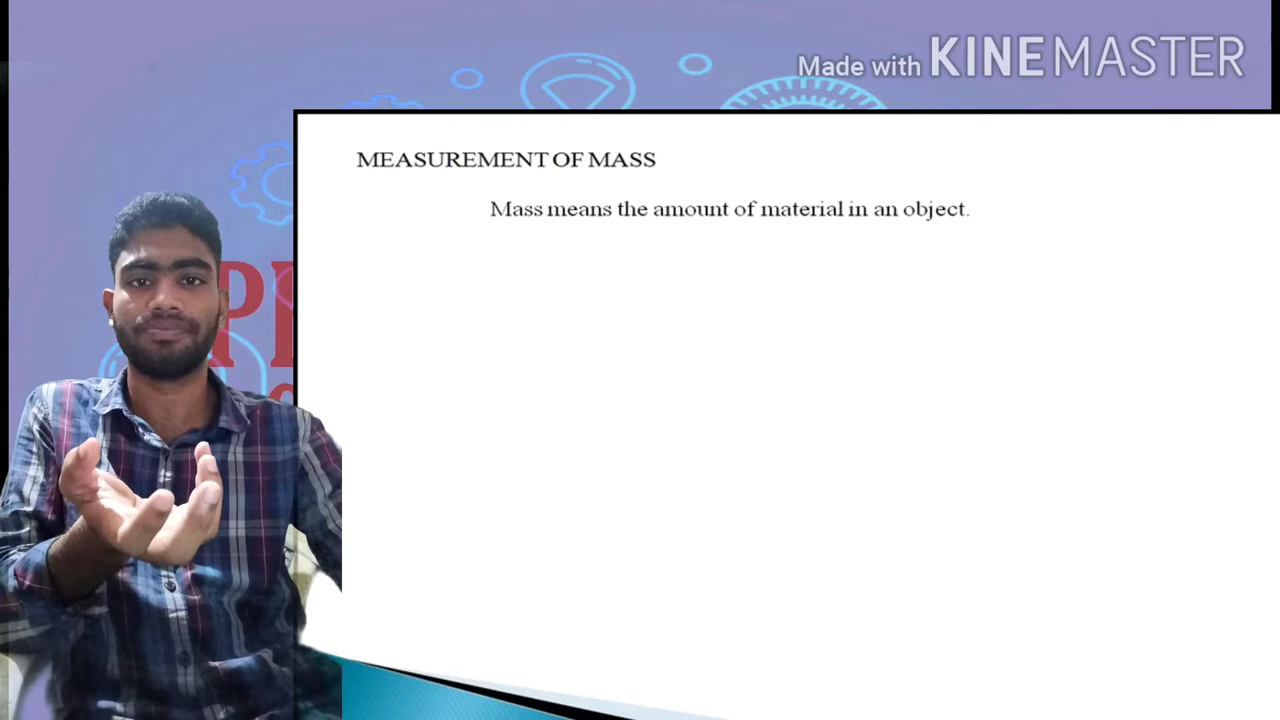 Made with KINEMASTER
MEASUREMENT OF MASS
Mass means the amount of material in an object.